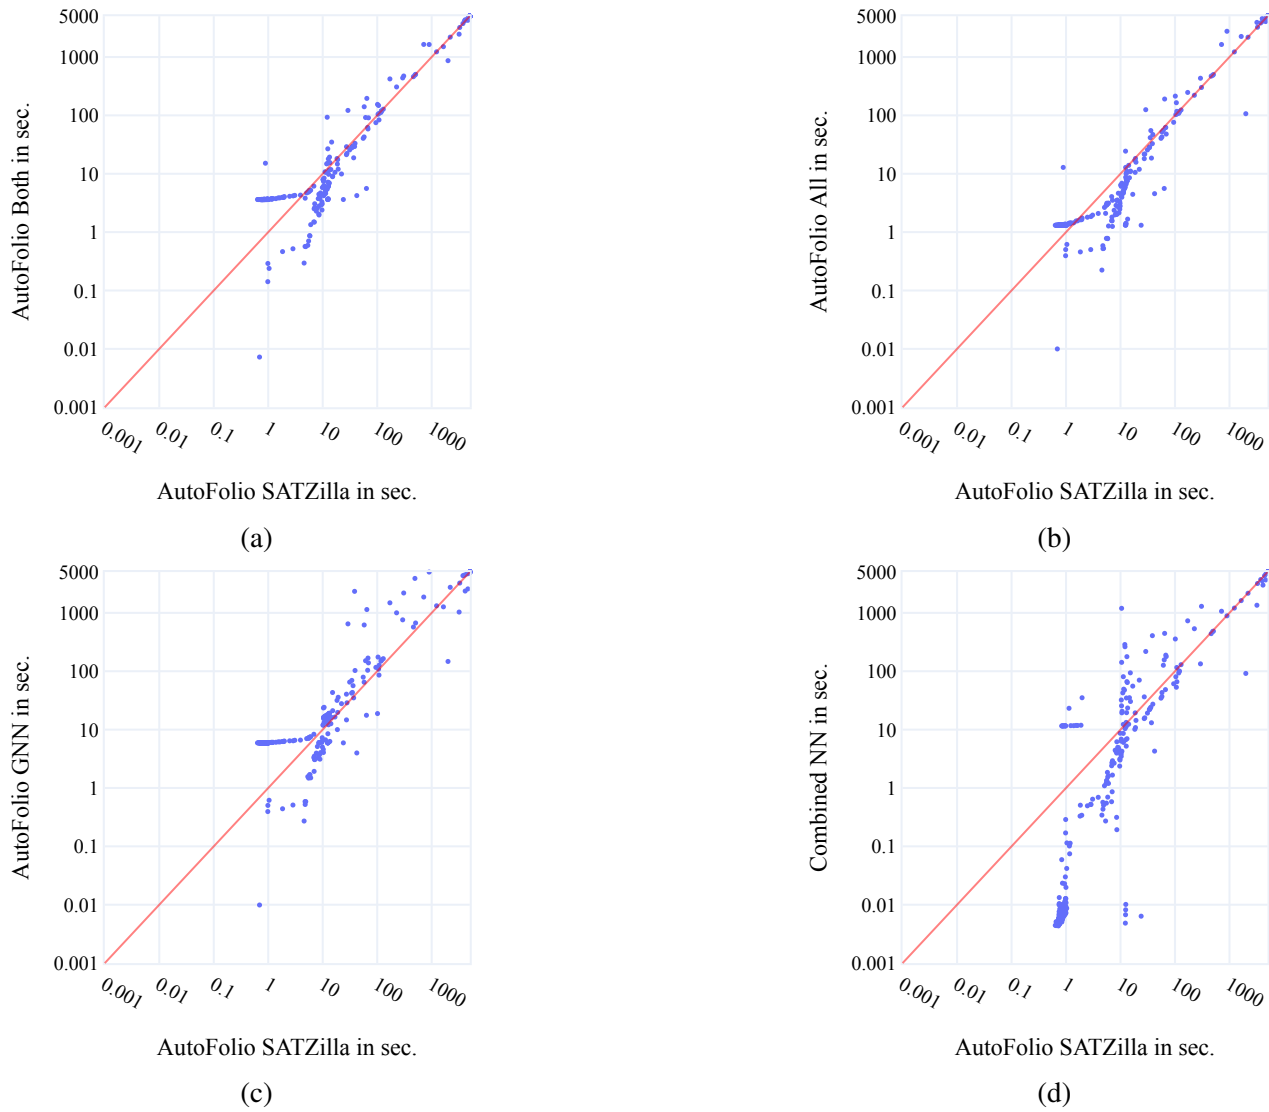 5000
1000
100
10
1
0.1
0.01
0.001
AutoFolio Both in sec.
0.001 0.01 0.1 1 10 100 1000
AutoFolio SATZilla in sec.
(a)
5000
1000
100
10
1
0.1
0.01
0.001
AutoFolio All in sec.
0.001 0.01 0.1 1 10 100 1000
AutoFolio SATZilla in sec.
(b)
5000
1000
100
10
1
0.1
0.01
0.001
AutoFolio GNN in sec.
0.001 0.01 0.1 1 10 100 1000
AutoFolio SATZilla in sec.
(c)
5000
1000
100
10
1
0.1
0.01
0.001
Combined NN in sec.
0.001 0.01 0.1 1 10 100 1000
AutoFolio SATZilla in sec.
(d)